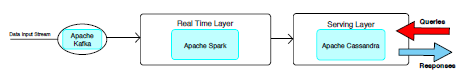 Data Input Stream
Apache
Kafka
Real Time Layer
Apache Spark
Serving Layer
Apache Cassandra
Queries
Responses